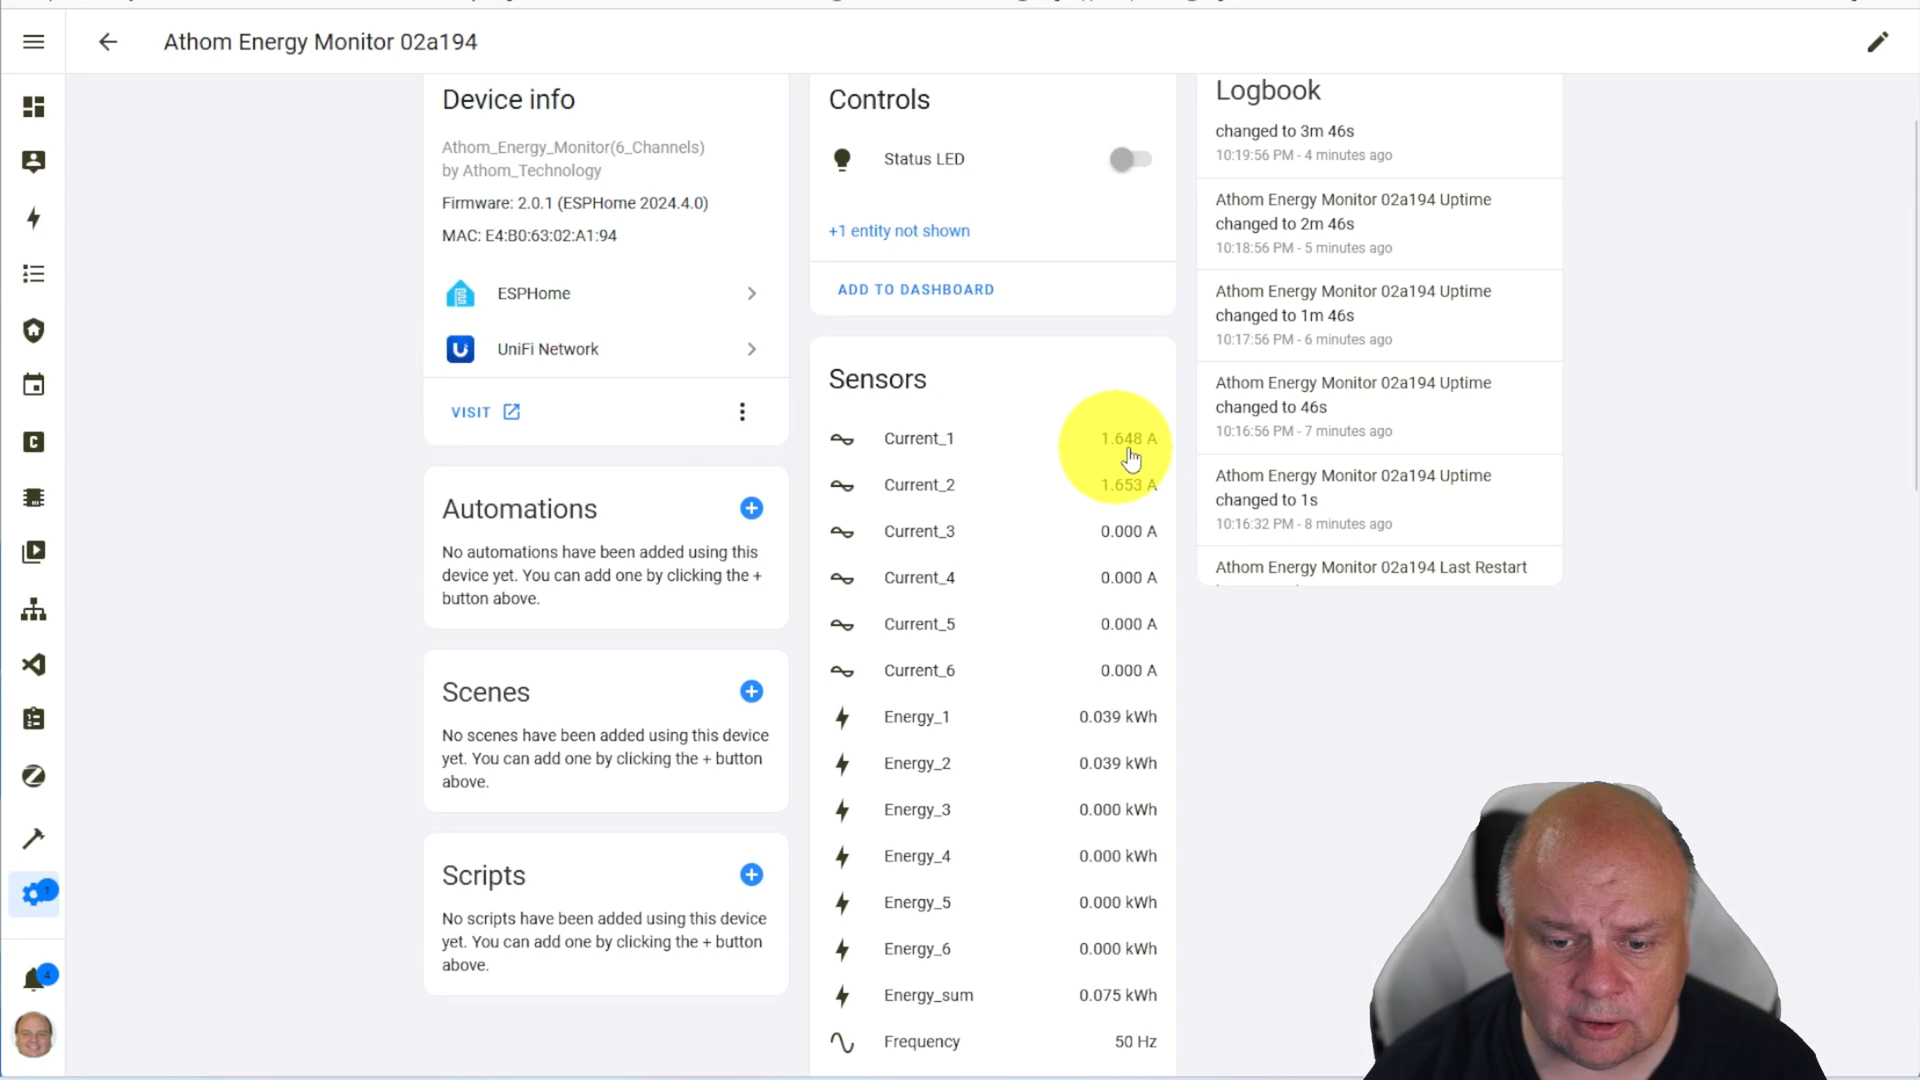 Athom Energy Monitor 02a194
Device info
Athom_Energy_Monitor(6_Channels)
by Athom_Technology
Firmware: 2.0.1 (ESPHome 2024.4.0)
MAC: E4:B0:63:02:A1:94
ESPHome
UniFi Network
VISIT
Automations
No automations have been added using this
device yet. You can add one by clicking the +
button above.
Scenes
No scenes have been added using this device
yet. You can add one by clicking the + button
above.
Scripts
No scripts have been added using this device
yet. You can add one by clicking the + button
above.
Controls
Status LED
+1 entity not shown
ADD TO DASHBOARD
Sensors
Current_1 1.648 A
Current_2 1.653 A
Current_3 0.000 A
Current_4 0.000 A
Current_5 0.000 A
Current_6 0.000 A
Energy_1 0.039 kWh
Energy_2 0.039 kWh
Energy_3 0.000 kWh
Energy_4 0.000 kWh
Energy_5 0.000 kWh
Energy_6 0.000 kWh
Energy_sum 0.075 kWh
Frequency 50 Hz
Logbook
changed to 3m 46s
10:19:56 PM - 4 minutes ago
Athom Energy Monitor 02a194 Uptime
changed to 2m 46s
10:18:56 PM - 5 minutes ago
Athom Energy Monitor 02a194 Uptime
changed to 1m 46s
10:17:56 PM - 6 minutes ago
Athom Energy Monitor 02a194 Uptime
changed to 46s
10:16:56 PM - 7 minutes ago
Athom Energy Monitor 02a194 Uptime
changed to 1s
10:16:32 PM - 8 minutes ago
Athom Energy Monitor 02a194 Last Restart
C
1
4